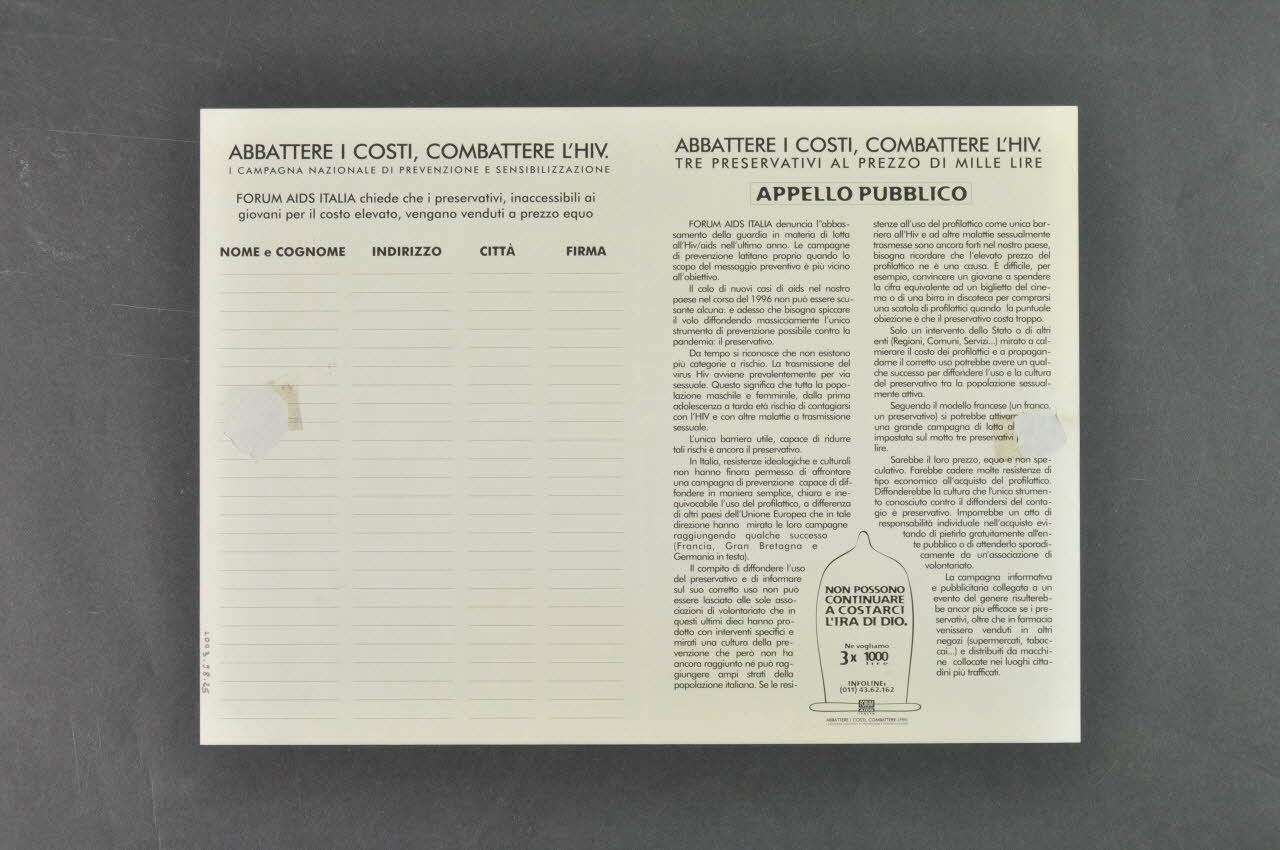 ABBATTERE I COSTI, COMBATTERE L'HIV.
I CAMPAGNA NAZIONALE DI PREVENZIONE E SENSIBILIZZAZIONE
FORUM AIDS ITALIA chiede che i preservativi, inaccessibili ai
giovani per il costo elevato, vengano venduti a prezzo equo
NOME e COGNOME INDIRIZZO CITTÀ FIRMA
2003.98.25
ABBATTERE I COSTI, COMBATTERE L'HIV.
TRE PRESERVATIVI AL PREZZO DI MILLE LIRE
APPELLO PUBBLICO
FORUM AIDS ITALIA denuncia l'abbas-
samento della guardia in materia di lotta
all'Hiv/aids nell'ultimo anno. Le campagne
di prevenzione latitano proprio quando lo
scopo del messaggio preventivo è più vicino
all'obiettivo.
Il calo di nuovi casi di aids nel nostro
paese nel corso del 1996 non può essere scu-
sante alcuna: è adesso che bisogna spiccare
il volo diffondendo massicciamente l'unico
strumento di prevenzione possibile contro la
pandemia: il preservativo.
Da tempo si riconosce che non esistono
più categorie a rischio. La trasmissione del
virus Hiv avviene prevalentemente per via
sessuale. Questo significa che tutta la popo-
lazione maschile e femminile, dalla prima
adolescenza a tarda età rischia di contagiarsi
con l'HIV e con altre malattie a trasmissione
sessuale.
L'unica barriera utile, capace di ridurre
tali rischi è ancora il preservativo.
In Italia, resistenze ideologiche e culturali
non hanno finora permesso di affrontare
una campagna di prevenzione capace di dif-
fondere in maniera semplice, chiara e ine-
quivocabile l'uso del profilattico, a differenza
di altri paesi dell'Unione Europea che in tale
direzione hanno mirato le loro campagne
raggiungendo qualche successo
(Francia, Gran Bretagna e
Germania in testa).
Il compito di diffondere l'uso
del preservativo e di informare
sul suo corretto uso non può
essere lasciato alle sole asso-
ciazioni di volontariato che in
questi ultimi dieci hanno pro-
dotto con interventi specifici e
mirati una cultura della pre-
venzione che però non ha
ancora raggiunto né può rag-
giungere ampi strati della
popolazione italiana. Se le resi-
stenze all'uso del profilattico come unica bar-
riera all'Hiv e ad altre malattie sessualmente
trasmesse sono ancora forti nel nostro paese,
bisogna ricordare che l'elevato prezzo del
profilattico ne è una causa. È difficile, per
esempio, convincere un giovane a spendere
la cifra equivalente ad un biglietto del cine-
ma o di una birra in discoteca per comprarsi
una scatola di profilattici quando la puntuale
obiezione è che il preservativo costa troppo.
Solo un intervento dello Stato o di altri
enti (Regioni, Comuni, Servizi...) mirato a cal-
mierare il costo dei profilattici e a propagan-
darne il corretto uso potrebbe avere un qual-
che successo per diffondere l'uso e la cultura
del preservativo tra la popolazione sessual-
mente attiva.
Seguendo il modello francese (un franco,
un preservativo) si potrebbe attivare
una grande campagna di lotta al
impostata sul motto tre preservativi
lire.
Sarebbe il loro prezzo, equo e non spe-
culativo. Farebbe cadere molte resistenze di
tipo economico all'acquisto del profilattico.
Diffonderebbe la cultura che l'unico strumen-
to conosciuto contro il diffondersi del conta-
gio è preservativo. Imporrebbe un atto di
responsabilità individuale nell'acquisto evi-
tando di pietirlo gratuitamente all'en-
te pubblico o di attenderlo sporadi-
camente da un'associazione di
volontariato.
La campagna informativa
e pubblicitaria collegata a un
evento del genere risultereb-
be ancor più efficace se i pre-
servativi, oltre che in farmacia
venissero venduti in altri
negozi (supermercati, tabac-
cai...) e distribuiti da macchi-
ne collocate nei luoghi citta-
dini più trafficati.
NON POSSONO
CONTINUARE
A COSTARCI
L'IRA DI DIO.
Ne vogliamo
3x 1000
lire
INFOLINE:
(011) 43.62.162
FORUM
AIDS
ITALIA
ABBATTERE I COSTI, COMBATTERE L'HIV.